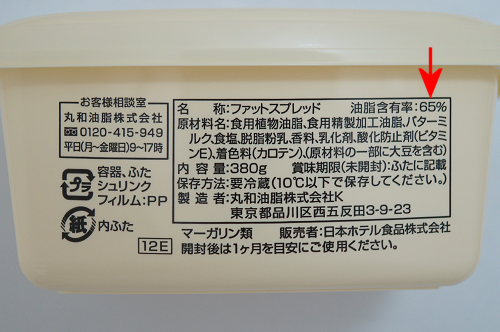 お客様相談室
丸和油脂株式会社
0120-415-949
平日(月～金曜日)9～17時
プラ
容器、ふた
シュリンク
フィルム:PP
紙
内ふた
12E
名 称:ファットスプレッド 油脂含有率:65%
原材料名:食用植物油脂、食用精製加工油脂、バターミ
ルク、食塩、脱脂粉乳、香料、乳化剤、酸化防止剤(ビタミ
ンE)、着色料(カロテン)、(原材料の一部に大豆を含む)
内 容 量:380g 賞味期限(未開封):ふたに記載
保存方法:要冷蔵(10℃以下で保存してください。)
製 造 者:丸和油脂株式会社K
東京都品川区西五反田3-9-23
マーガリン類 販売者:日本ホテル食品株式会社
開封後は1ヶ月を目安にご使用ください。